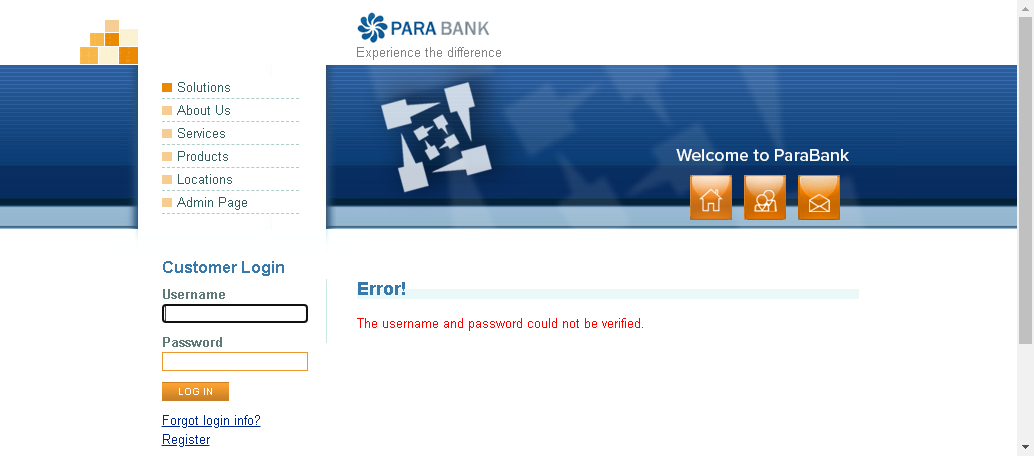 PARA BANK
Experience the difference
Solutions
About Us
Services
Products
Locations
Admin Page
Welcome to ParaBank
Customer Login
Username
Password
LOG IN
Forgot login info?
Register
Error!
The username and password could not be verified.